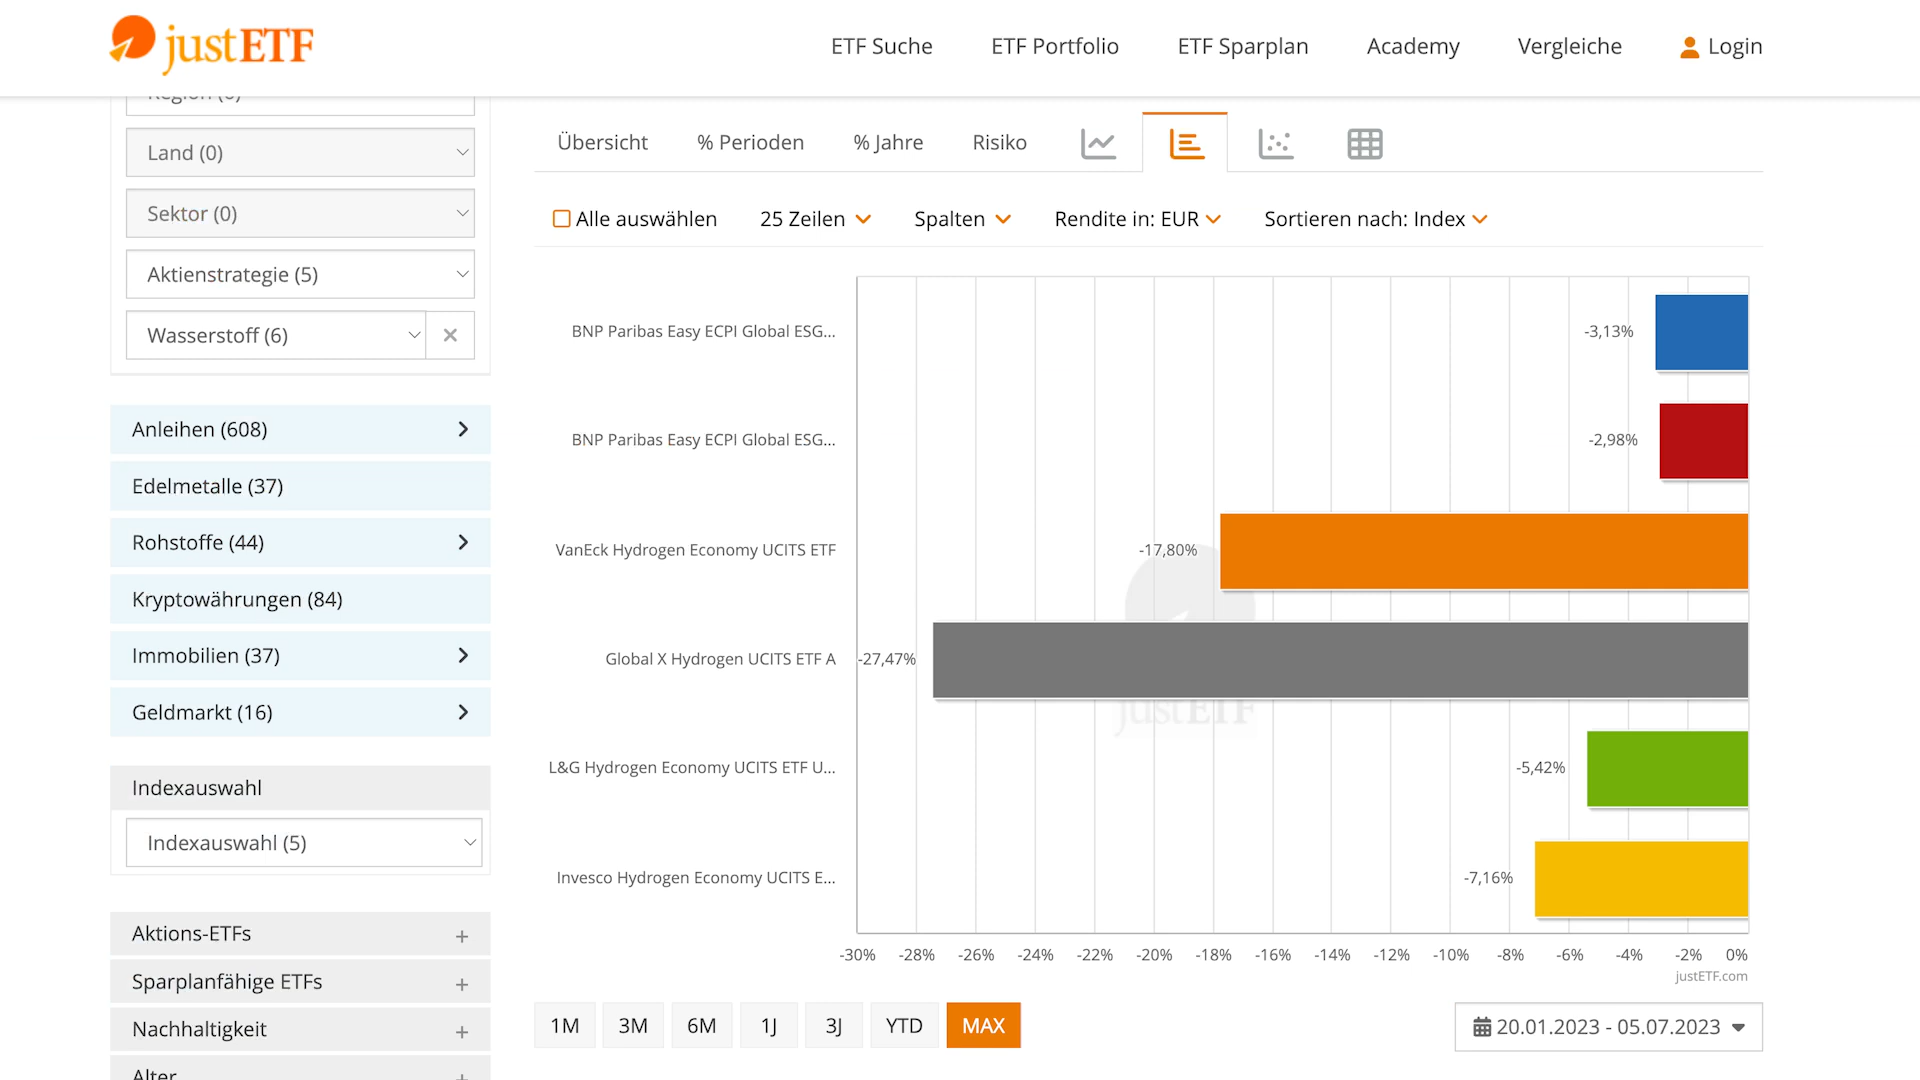 justETF
ETF Suche
ETF Portfolio
ETF Sparplan
Academy
Vergleiche
Login
Land (0)
Sektor (0)
Aktienstrategie (5)
Wasserstoff (6)
Anleihen (608)
Edelmetalle (37)
Rohstoffe (44)
Kryptowährungen (84)
Immobilien (37)
Geldmarkt (16)
Indexauswahl
Indexauswahl (5)
Aktions-ETFs +
Sparplanfähige ETFs +
Nachhaltigkeit +
Alter +
Übersicht
% Perioden
% Jahre
Risiko
Alle auswählen
25 Zeilen
Spalten
Rendite in: EUR
Sortieren nach: Index
BNP Paribas Easy ECPI Global ESG...
-3,13%
BNP Paribas Easy ECPI Global ESG...
-2,98%
VanEck Hydrogen Economy UCITS ETF
-17,80%
Global X Hydrogen UCITS ETF A
-27,47%
justETF
L&G Hydrogen Economy UCITS ETF U...
-5,42%
Invesco Hydrogen Economy UCITS E...
-7,16%
-30% -28% -26% -24% -22% -20% -18% -16% -14% -12% -10% -8% -6% -4% -2% 0%
justETF.com
1M
3M
6M
1J
3J
YTD
MAX
20.01.2023 - 05.07.2023